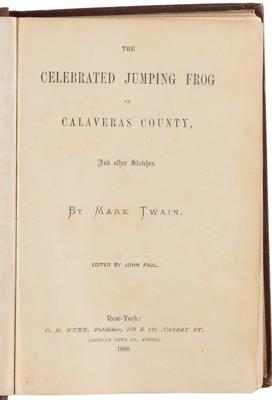 THE
CELEBRATED JUMPING FROG
OF
CALAVERAS COUNTY,
And other Sketches.
BY MARK TWAIN.
EDITED BY JOHN PAUL.
New-York:
C. H. WEBB, Publisher, 119 & 121 NASSAU ST.
AMERICAN NEWS CO., AGENTS.
1868.